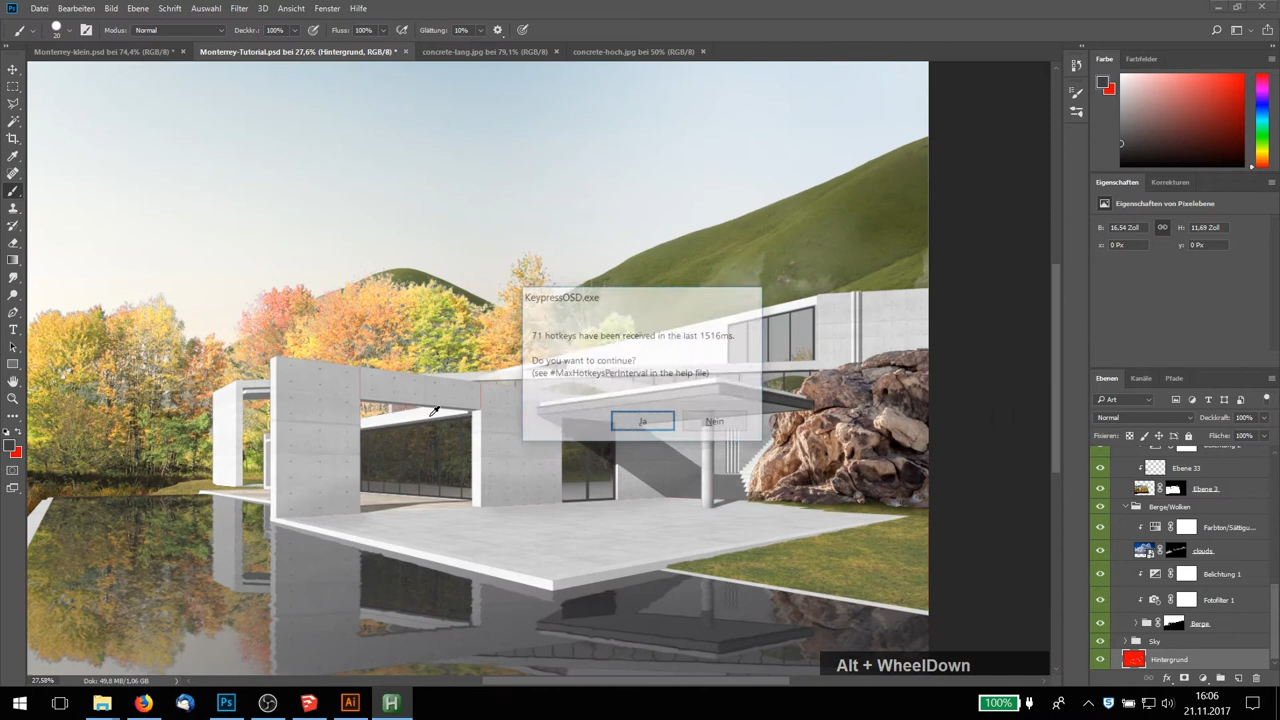 Datei Bearbeiten Bild Ebene Schrift Auswahl Filter 3D Ansicht Fenster Hilfe
20 Modus: Normal Deckkr.: 100% Fluss: 100% Glättung: 10%
Monterrey-klein.psd bei 74,4% (RGB/8) * × Monterrey-Tutorial.psd bei 27,6% (Hintergrund, RGB/8) * × concrete-lang.jpg bei 79,1% (RGB/8) × concrete-hoch.jpg bei 50% (RGB/8) ×
Farbe Farbfelder
Eigenschaften Korrekturen
Eigenschaften von Pixelebene
B: 16,54 Zoll H: 11,69 Zoll
x: 0 Px y: 0 Px
KeypressOSD.exe
71 hotkeys have been received in the last 1516ms.
Do you want to continue?
(see #MaxHotkeysPerInterval in the help file)
Ja Nein
Ebenen Kanäle Pfade
Art
Normal Deckkraft: 100%
Fixieren: Fläche: 100%
Ebene 33
Ebene 3
Berge/Wolken
Farbton/Sättigu...
clouds
Belichtung 1
Fotofilter 1
Berge
Sky
Hintergrund
Alt + WheelDown
27,58% Dok: 49,8 MB/1,06 GB
100% 16:06
21.11.2017